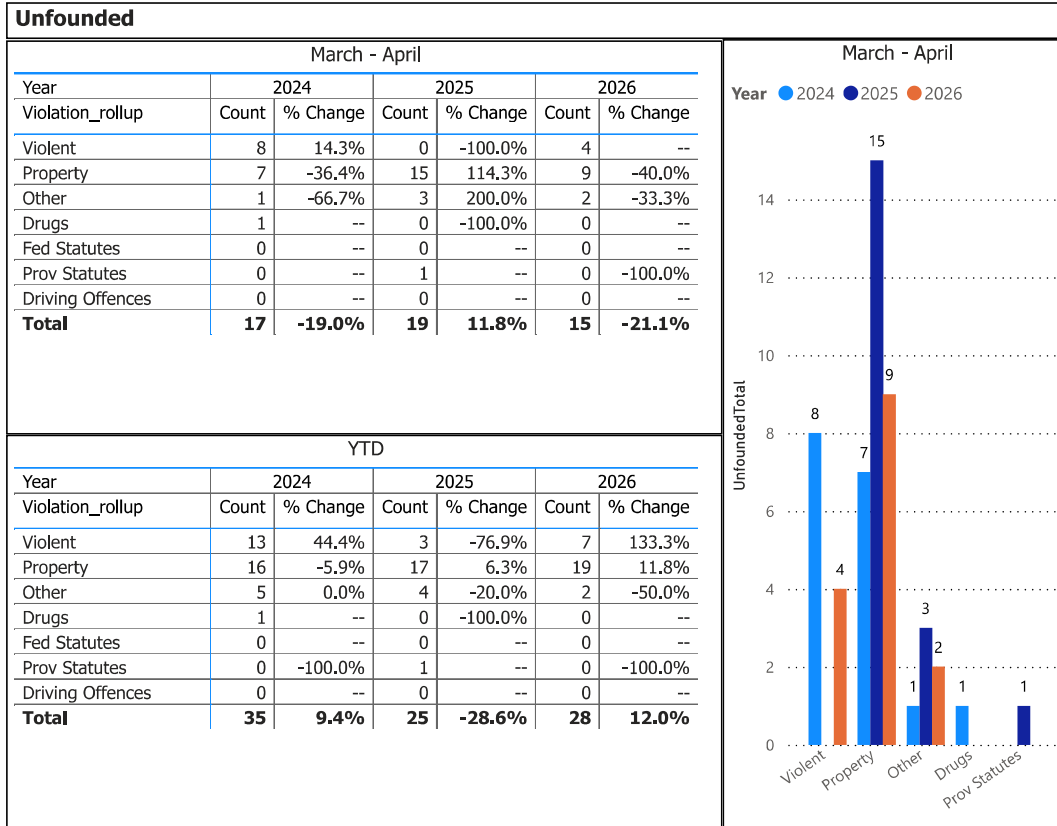 Unfounded
March - April
Year 2024 2025 2026
Violation_rollup Count % Change Count % Change Count % Change
Violent 8 14.3% 0 -100.0% 4 --
Property 7 -36.4% 15 114.3% 9 -40.0%
Other 1 -66.7% 3 200.0% 2 -33.3%
Drugs 1 -- 0 -100.0% 0 --
Fed Statutes 0 -- 0 -- 0 --
Prov Statutes 0 -- 1 -- 0 -100.0%
Driving Offences 0 -- 0 -- 0 --
Total 17 -19.0% 19 11.8% 15 -21.1%
YTD
Year 2024 2025 2026
Violation_rollup Count % Change Count % Change Count % Change
Violent 13 44.4% 3 -76.9% 7 133.3%
Property 16 -5.9% 17 6.3% 19 11.8%
Other 5 0.0% 4 -20.0% 2 -50.0%
Drugs 1 -- 0 -100.0% 0 --
Fed Statutes 0 -- 0 -- 0 --
Prov Statutes 0 -100.0% 1 -- 0 -100.0%
Driving Offences 0 -- 0 -- 0 --
Total 35 9.4% 25 -28.6% 28 12.0%
March - April
Year 2024 2025 2026
UnfoundedTotal
14
12
10
8
6
4
2
0
8
4
7
15
9
1
3
2
1
1
Violent
Property
Other
Drugs
Prov Statutes